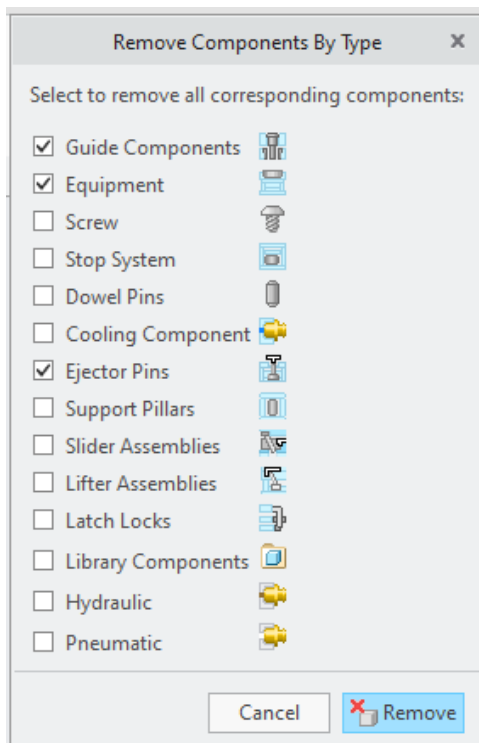 Remove Components By Type
Select to remove all corresponding components:
Guide Components
Equipment
Screw
Stop System
Dowel Pins
Cooling Component
Ejector Pins
Support Pillars
Slider Assemblies
Lifter Assemblies
Latch Locks
Library Components
Hydraulic
Pneumatic
Cancel Remove